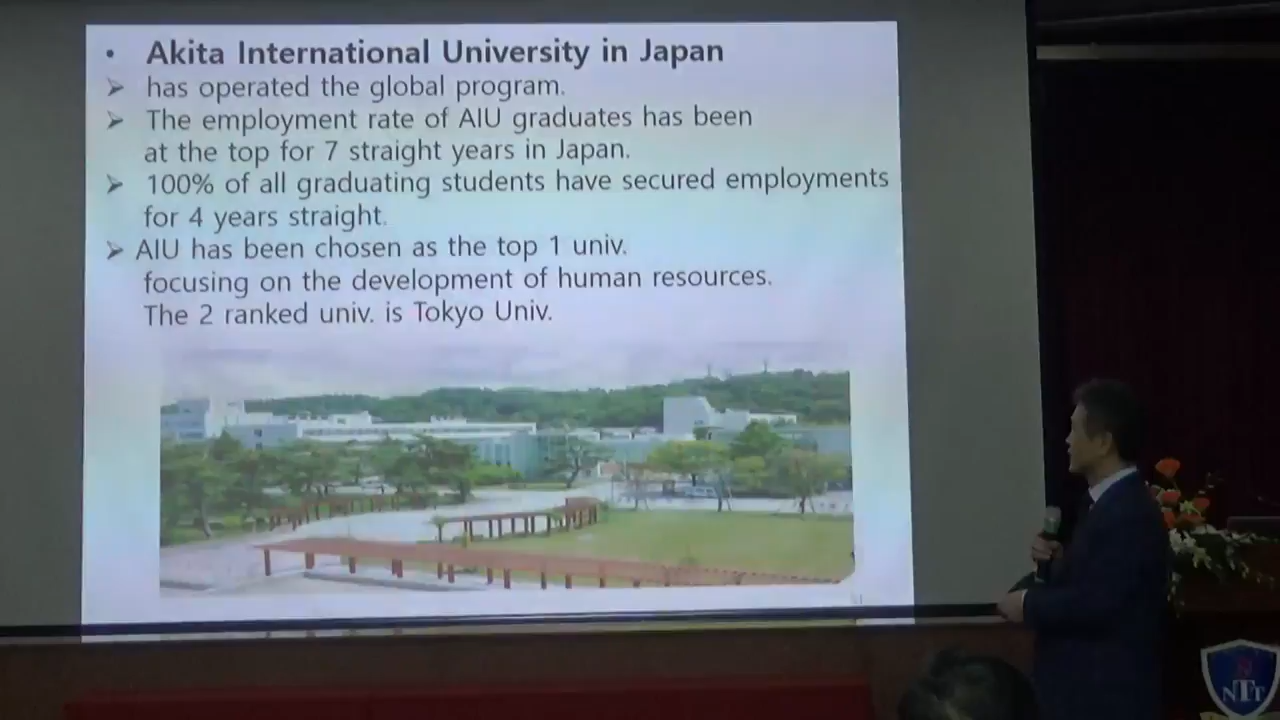 • Akita International University in Japan
➢ has operated the global program.
➢ The employment rate of AIU graduates has been
at the top for 7 straight years in Japan.
➢ 100% of all graduating students have secured employments
for 4 years straight.
➢ AIU has been chosen as the top 1 univ.
focusing on the development of human resources.
The 2 ranked univ. is Tokyo Univ.
NTT